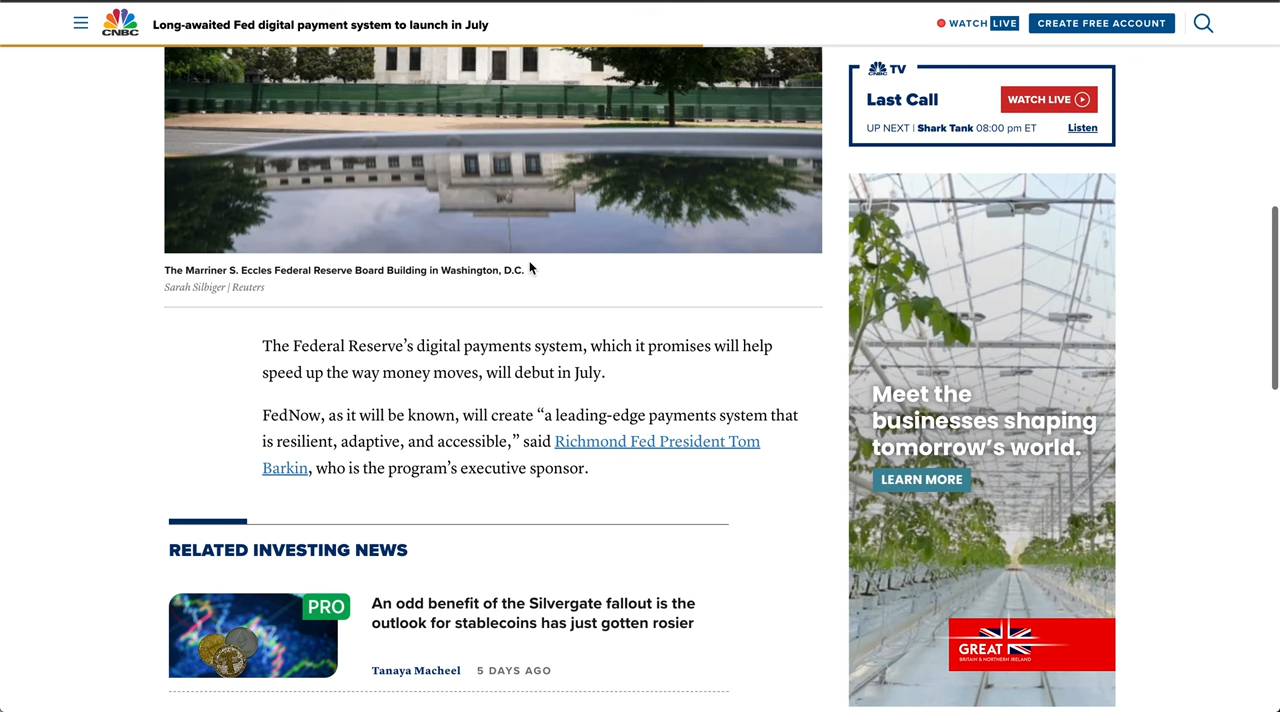 CNBC
Long-awaited Fed digital payment system to launch in July
WATCH LIVE
CREATE FREE ACCOUNT
The Marriner S. Eccles Federal Reserve Board Building in Washington, D.C.
Sarah Silbiger | Reuters
The Federal Reserve’s digital payments system, which it promises will help
speed up the way money moves, will debut in July.
FedNow, as it will be known, will create “a leading-edge payments system that
is resilient, adaptive, and accessible,” said Richmond Fed President Tom
Barkin, who is the program’s executive sponsor.
RELATED INVESTING NEWS
PRO
An odd benefit of the Silvergate fallout is the
outlook for stablecoins has just gotten rosier
Tanaya Macheel 5 DAYS AGO
CNBC TV
Last Call
WATCH LIVE
UP NEXT | Shark Tank 08:00 pm ET
Listen
Meet the
businesses shaping
tomorrow’s world.
LEARN MORE
GREAT
BRITAIN & NORTHERN IRELAND